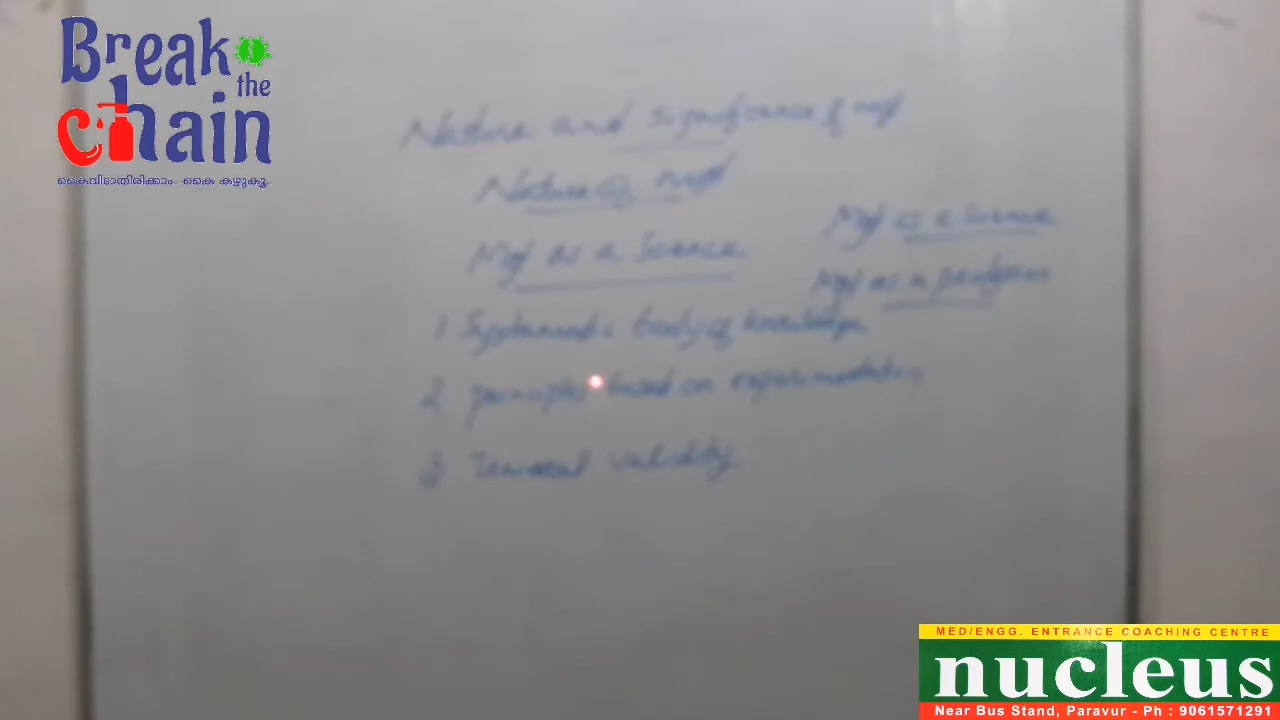 Break
the
chain
കൈവിടാതിരിക്കാം കൈ കഴുകൂ
Nature and significance of mgt
Nature of mgt
Mgt as a Science
Mgt as a Science
Mgt as a profession
1. Systematic body of knowledge
2. principles based on experimentation
3 Universal validity
MED/ENGG. ENTRANCE COACHING CENTRE
nucleus
Near Bus Stand, Paravur - Ph : 9061571291